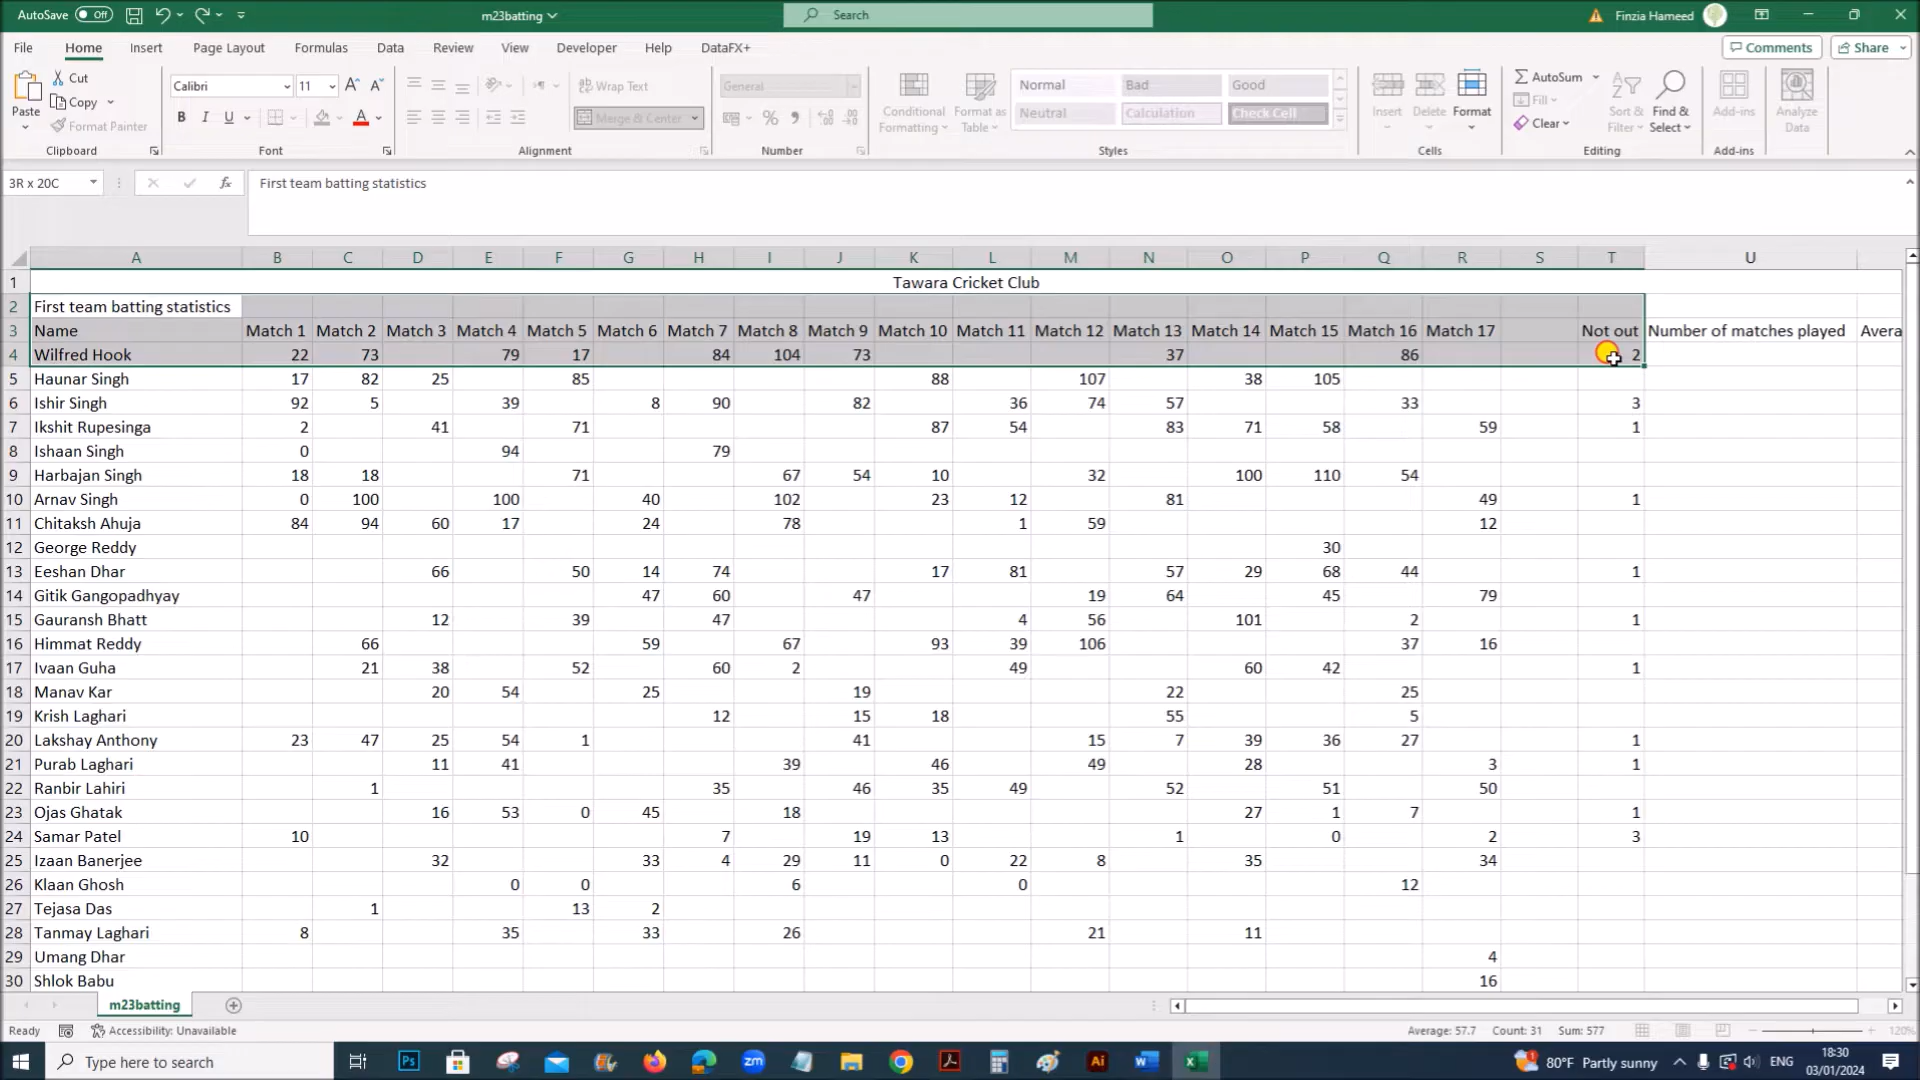 AutoSave Off m23batting Search Finzia Hameed
File Home Insert Page Layout Formulas Data Review View Developer Help DataFX+ Comments Share
Cut Calibri 11 Wrap Text General Normal Bad Good AutoSum
Copy Conditional Formatting Format as Table Insert Delete Format Fill Sort & Filter Find & Select Add-ins Analyze Data
Paste Format Painter B I U Merge & Center Neutral Calculation Check Cell Clear
Clipboard Font Alignment Number Styles Cells Editing Add-ins
3R x 20C fx First team batting statistics
A B C D E F G H I J K L M N O P Q R S T U
1 Tawara Cricket Club
2 First team batting statistics
3 Name Match 1 Match 2 Match 3 Match 4 Match 5 Match 6 Match 7 Match 8 Match 9 Match 10 Match 11 Match 12 Match 13 Match 14 Match 15 Match 16 Match 17 Not out Number of matches played Avera
4 Wilfred Hook 22 73 79 17 84 104 73 37 86 2
5 Haunar Singh 17 82 25 85 88 107 38 105
6 Ishir Singh 92 5 39 8 90 82 36 74 57 33 3
7 Ikshit Rupesinga 2 41 71 87 54 83 71 58 59 1
8 Ishaan Singh 0 94 79
9 Harbajan Singh 18 18 71 67 54 10 32 100 110 54
10 Arnav Singh 0 100 100 40 102 23 12 81 49 1
11 Chitaksh Ahuja 84 94 60 17 24 78 1 59 12
12 George Reddy 30
13 Eeshan Dhar 66 50 14 74 17 81 57 29 68 44 1
14 Gitik Gangopadhyay 47 60 47 19 64 45 79
15 Gauransh Bhatt 12 39 47 4 56 101 2 1
16 Himmat Reddy 66 59 67 93 39 106 37 16
17 Ivaan Guha 21 38 52 60 2 49 60 42 1
18 Manav Kar 20 54 25 19 22 25
19 Krish Laghari 12 15 18 55 5
20 Lakshay Anthony 23 47 25 54 1 41 15 7 39 36 27 1
21 Purab Laghari 11 41 39 46 49 28 3 1
22 Ranbir Lahiri 1 35 46 35 49 52 51 50
23 Ojas Ghatak 16 53 0 45 18 27 1 7 1
24 Samar Patel 10 7 19 13 1 0 2 3
25 Izaan Banerjee 32 33 4 29 11 0 22 8 35 34
26 Klaan Ghosh 0 0 6 0 12
27 Tejasa Das 1 13 2
28 Tanmay Laghari 8 35 33 26 21 11
29 Umang Dhar 4
30 Shlok Babu 16
m23batting
Ready Accessibility: Unavailable Average: 57.7 Count: 31 Sum: 577 120%
Type here to search Ps zm Ai 80°F Partly sunny ENG 18:30
03/01/2024